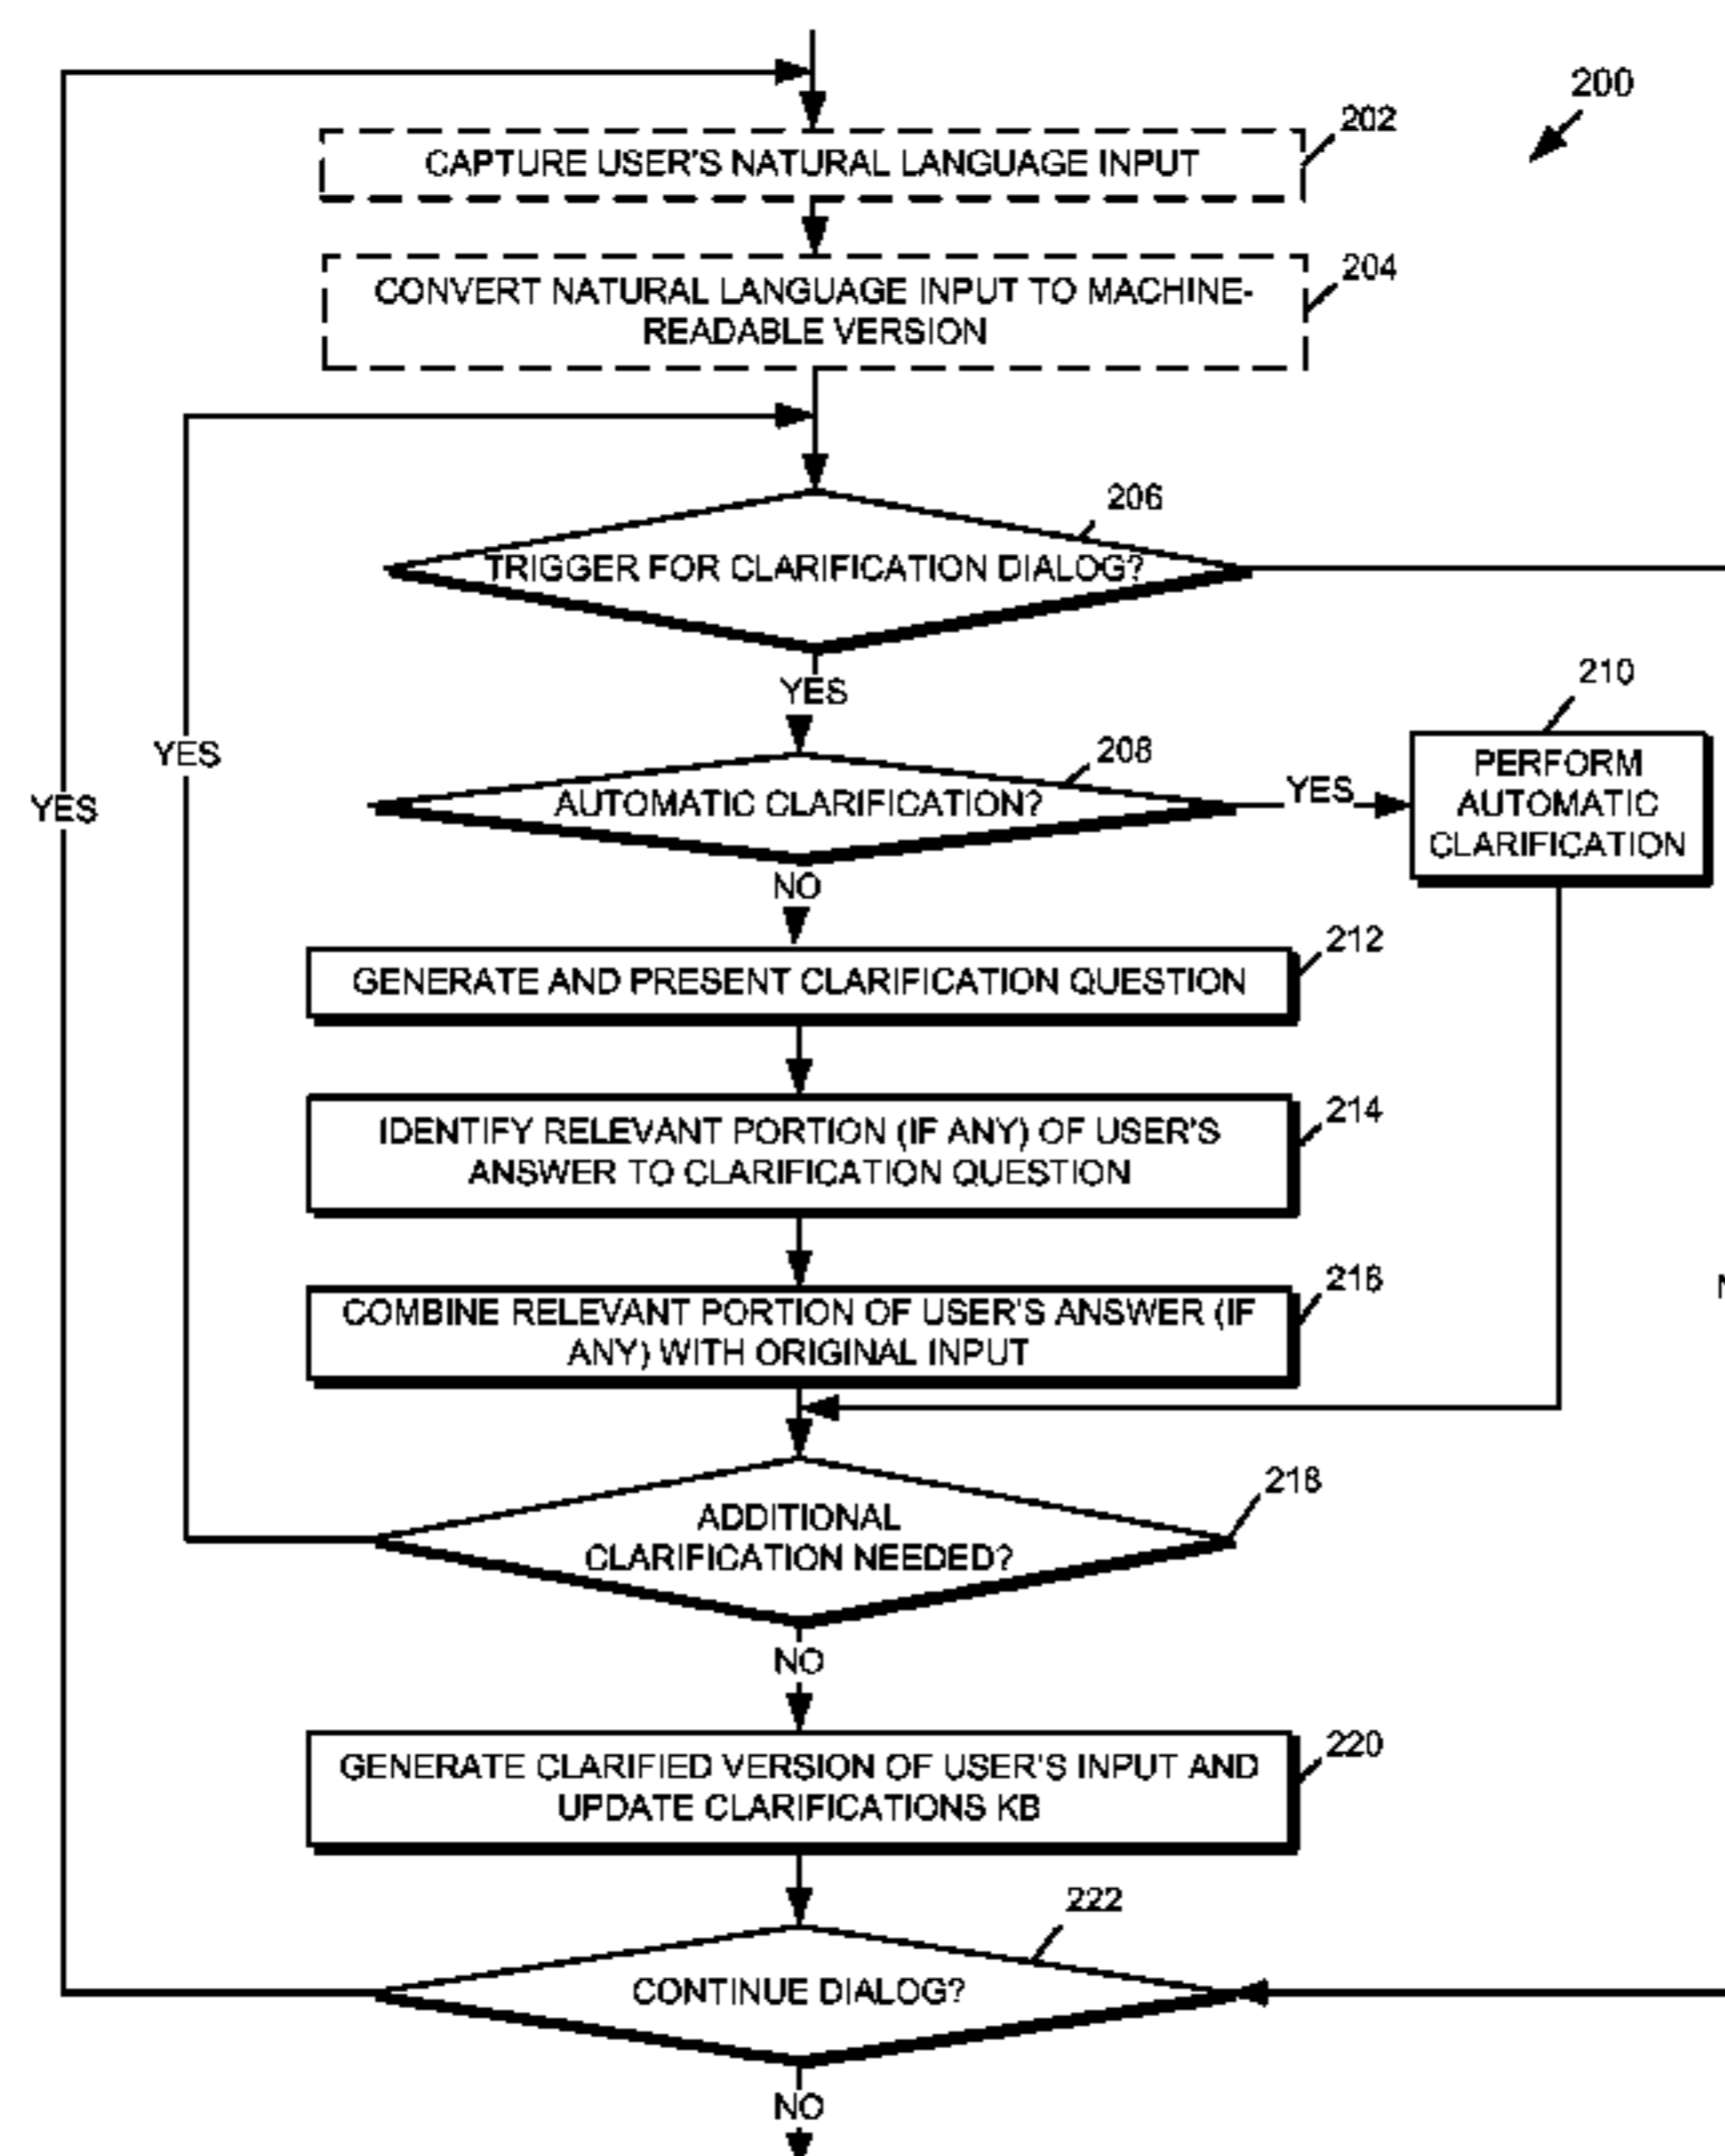 200
202
CAPTURE USER'S NATURAL LANGUAGE INPUT
204
CONVERT NATURAL LANGUAGE INPUT TO MACHINE-
READABLE VERSION
206
TRIGGER FOR CLARIFICATION DIALOG?
YES
210
PERFORM
AUTOMATIC
CLARIFICATION
208
AUTOMATIC CLARIFICATION?
YES
YES
YES
NO
212
GENERATE AND PRESENT CLARIFICATION QUESTION
214
IDENTIFY RELEVANT PORTION (IF ANY) OF USER'S
ANSWER TO CLARIFICATION QUESTION
216
COMBINE RELEVANT PORTION OF USER'S ANSWER (IF
ANY) WITH ORIGINAL INPUT
218
ADDITIONAL
CLARIFICATION NEEDED?
NO
220
GENERATE CLARIFIED VERSION OF USER'S INPUT AND
UPDATE CLARIFICATIONS KB
222
CONTINUE DIALOG?
NO